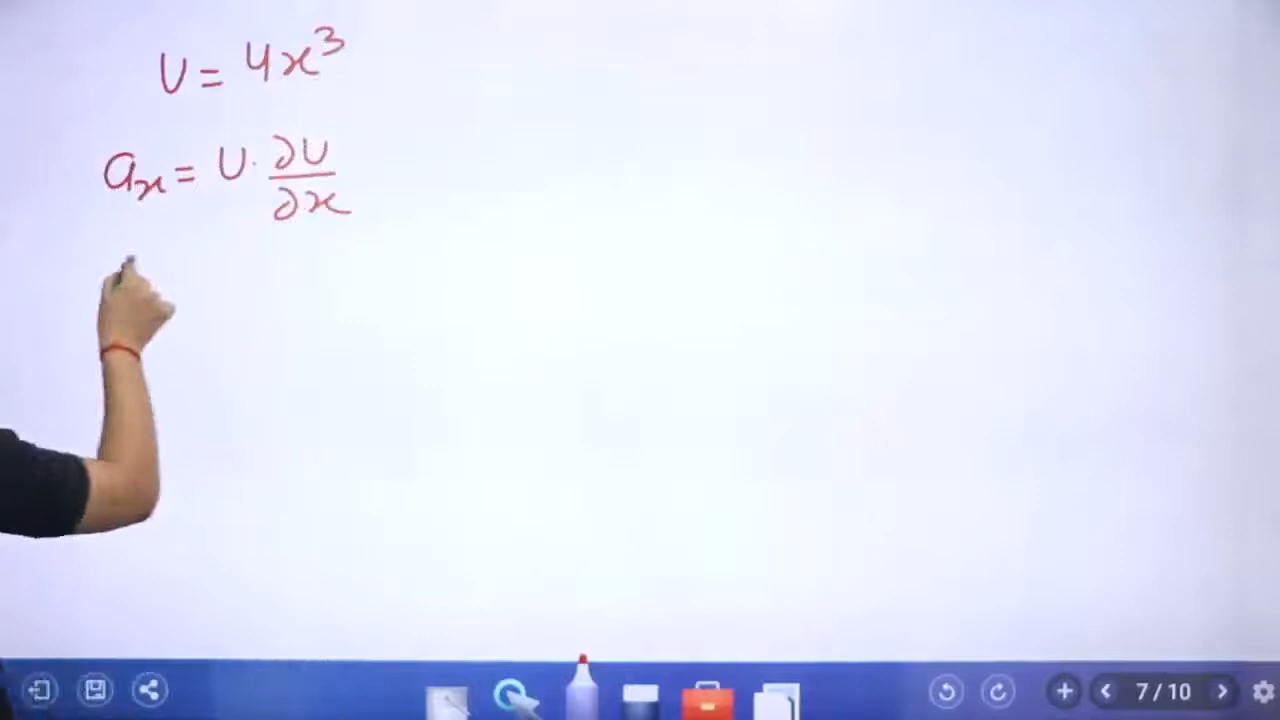 U = 4x³
aₓ = U · ∂U/∂x
7 / 10